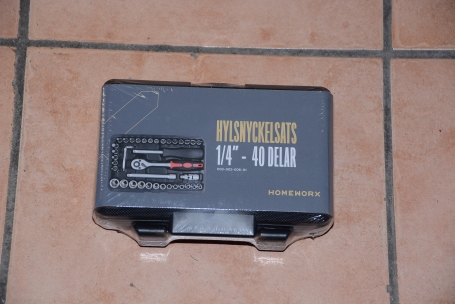 HYLSNYCKELSATS
1/4" - 40 DELAR
HOMEWORX